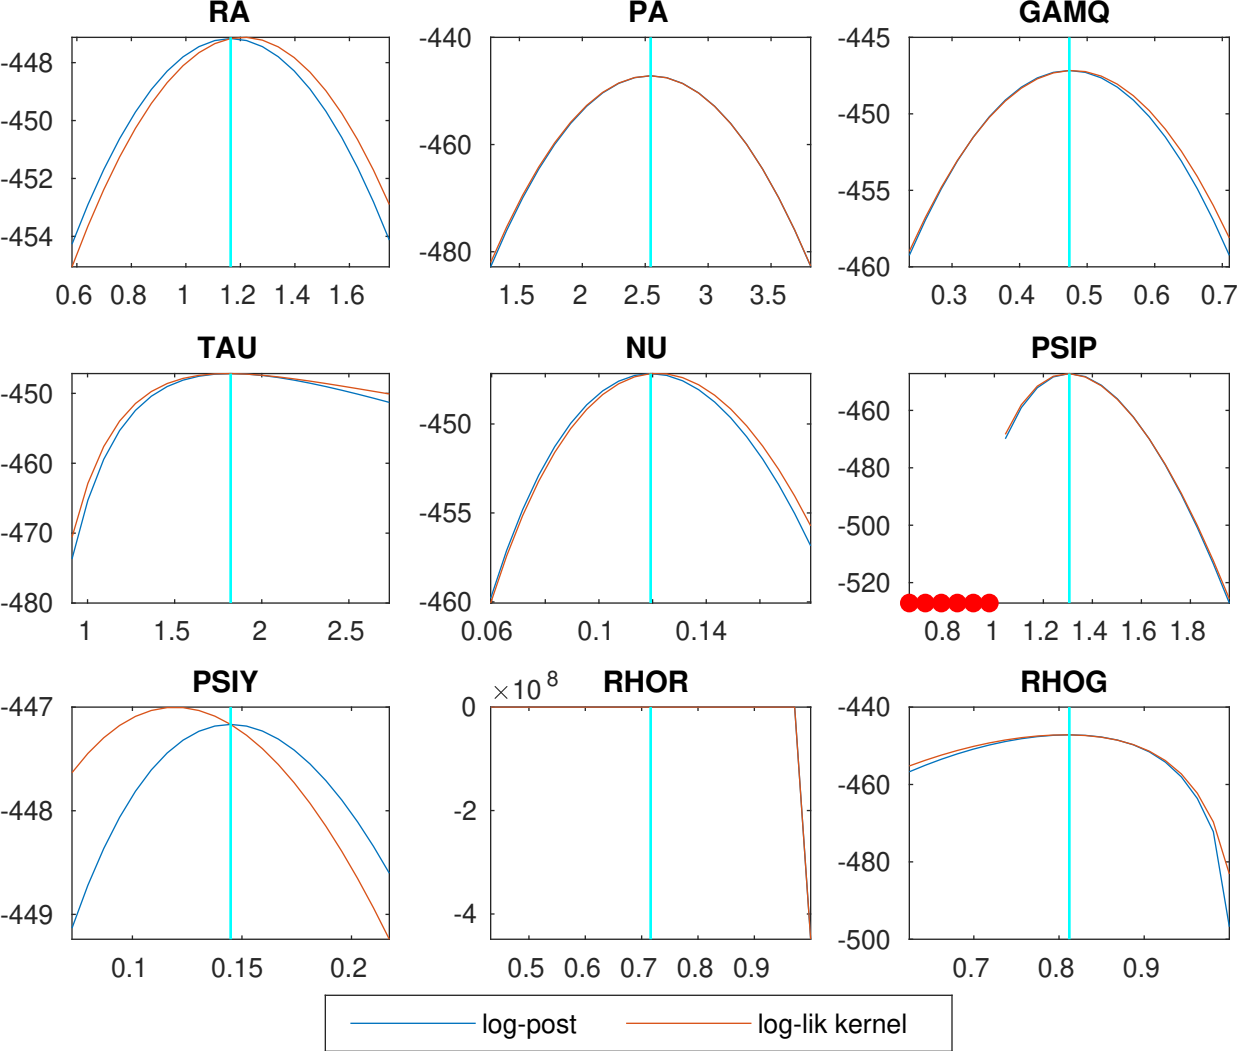 RA PA GAMQ
-448 -440 -445
-450 -450
-452 -460 -455
-454 -480 -460
0.6 0.8 1 1.2 1.4 1.6 1.5 2 2.5 3 3.5 0.3 0.4 0.5 0.6 0.7
TAU NU PSIP
-450 -450 -460
-460 -480
-470 -455 -500
-480 -460 -520
1 1.5 2 2.5 0.06 0.1 0.14 0.8 1 1.2 1.4 1.6 1.8
PSIY RHOR RHOG
×10 8
-447 0 -440
-448 -2 -460
-449 -4 -480
-500
0.1 0.15 0.2 0.5 0.6 0.7 0.8 0.9 0.7 0.8 0.9
log-post log-lik kernel